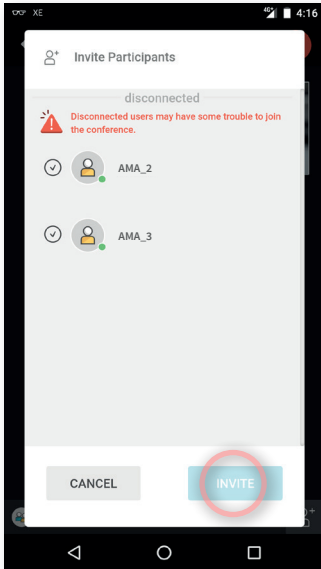 XE
4G
4:16
Invite Participants
disconnected
Disconnected users may have some trouble to join
the conference.
AMA_2
AMA_3
CANCEL
INVITE